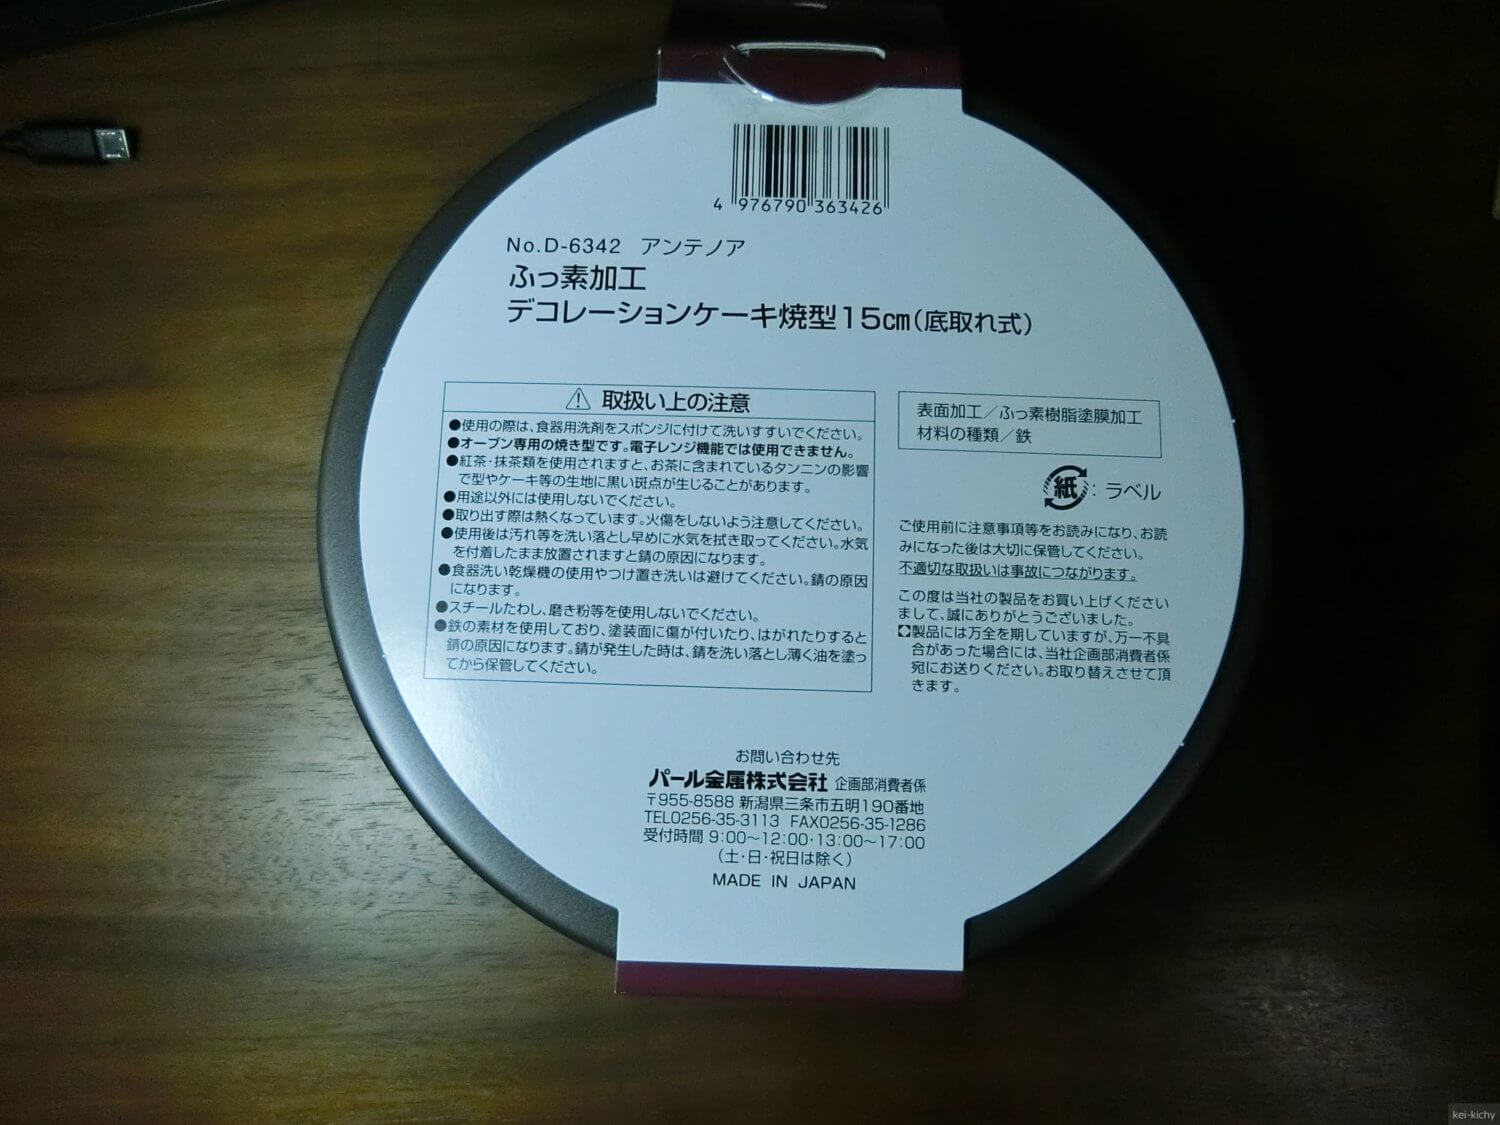 4 976790 363426
No.D-6342 アンテノア
ふっ素加工
デコレーションケーキ焼型15cm(底取れ式)
⚠ 取扱い上の注意
●使用の際は、食器用洗剤をスポンジに付けて洗いすすいでください。
●オーブン専用の焼き型です。電子レンジ機能では使用できません。
●紅茶・抹茶類を使用されますと、お茶に含まれているタンニンの影響
で型やケーキ等の生地に黒い斑点が生じることがあります。
●用途以外には使用しないでください。
●取り出す際は熱くなっています。火傷をしないよう注意してください。
●使用後は汚れ等を洗い落とし早めに水気を拭き取ってください。水気
を付着したまま放置されますと錆の原因になります。
●食器洗い乾燥機の使用やつけ置き洗いは避けてください。錆の原因
になります。
●スチールたわし、磨き粉等を使用しないでください。
●鉄の素材を使用しており、塗装面に傷が付いたり、はがれたりすると
錆の原因になります。錆が発生した時は、錆を洗い落とし薄く油を塗っ
てから保管してください。
表面加工/ふっ素樹脂塗膜加工
材料の種類/鉄
紙:ラベル
ご使用前に注意事項等をお読みになり、お読
みになった後は大切に保管してください。
不適切な取扱いは事故につながります。
この度は当社の製品をお買い上げください
まして、誠にありがとうございました。
製品には万全を期していますが、万一不具
合があった場合には、当社企画部消費者係
宛にお送りください。お取り替えさせて頂
きます。
お問い合わせ先
パール金属株式会社 企画部消費者係
〒955-8588 新潟県三条市五明190番地
TEL0256-35-3113 FAX0256-35-1286
受付時間 9:00〜12:00・13:00〜17:00
(土・日・祝日は除く)
MADE IN JAPAN
kei-kichy